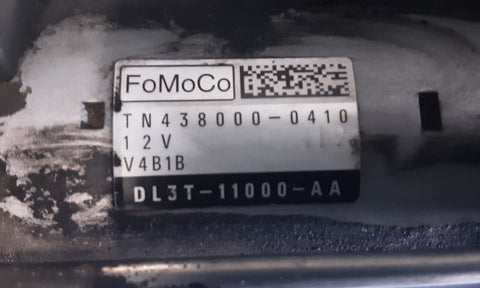 FoMoCo
TN438000-0410
12V
V4B1B
DL3T-11000-AA